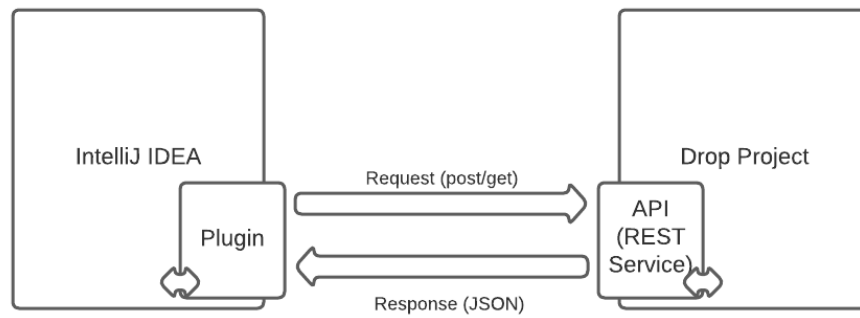 IntelliJ IDEA
Drop Project
Request (post/get)
Plugin
API
(REST
Service)
Response (JSON)